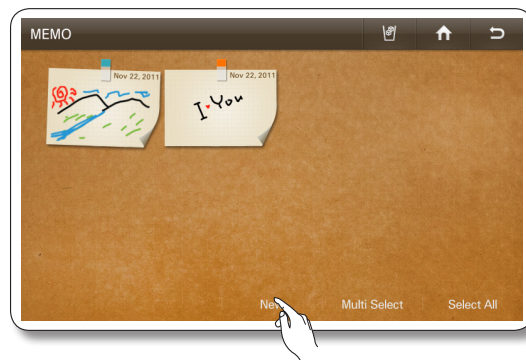 MEMO
Nov 22, 2011
Nov 22, 2011
I You
Multi Select
Select All